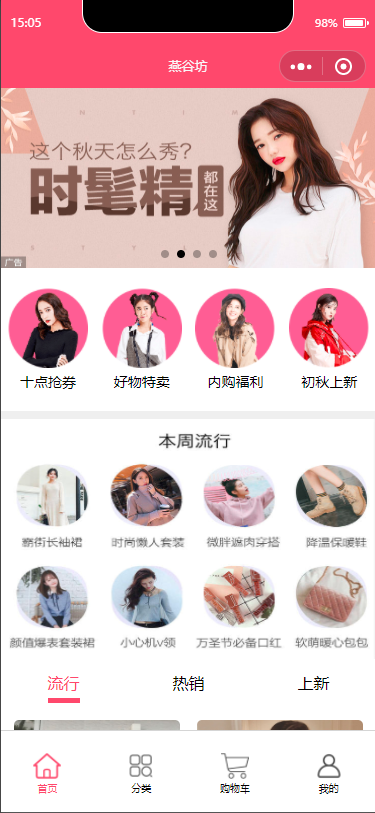 15:05
98%
燕谷坊
N T I M
这个秋天怎么秀?
时髦精 都在这
S T Y I
广告
十点抢券 好物特卖 内购福利 初秋上新
本周流行
时尚懒人套装 微胖遮肉穿搭 降温保暖鞋
颜值爆表套装裙 小心机v领 万圣节必备口红 软萌暖心包包
流行 热销 上新
首页 分类 购物车 我的